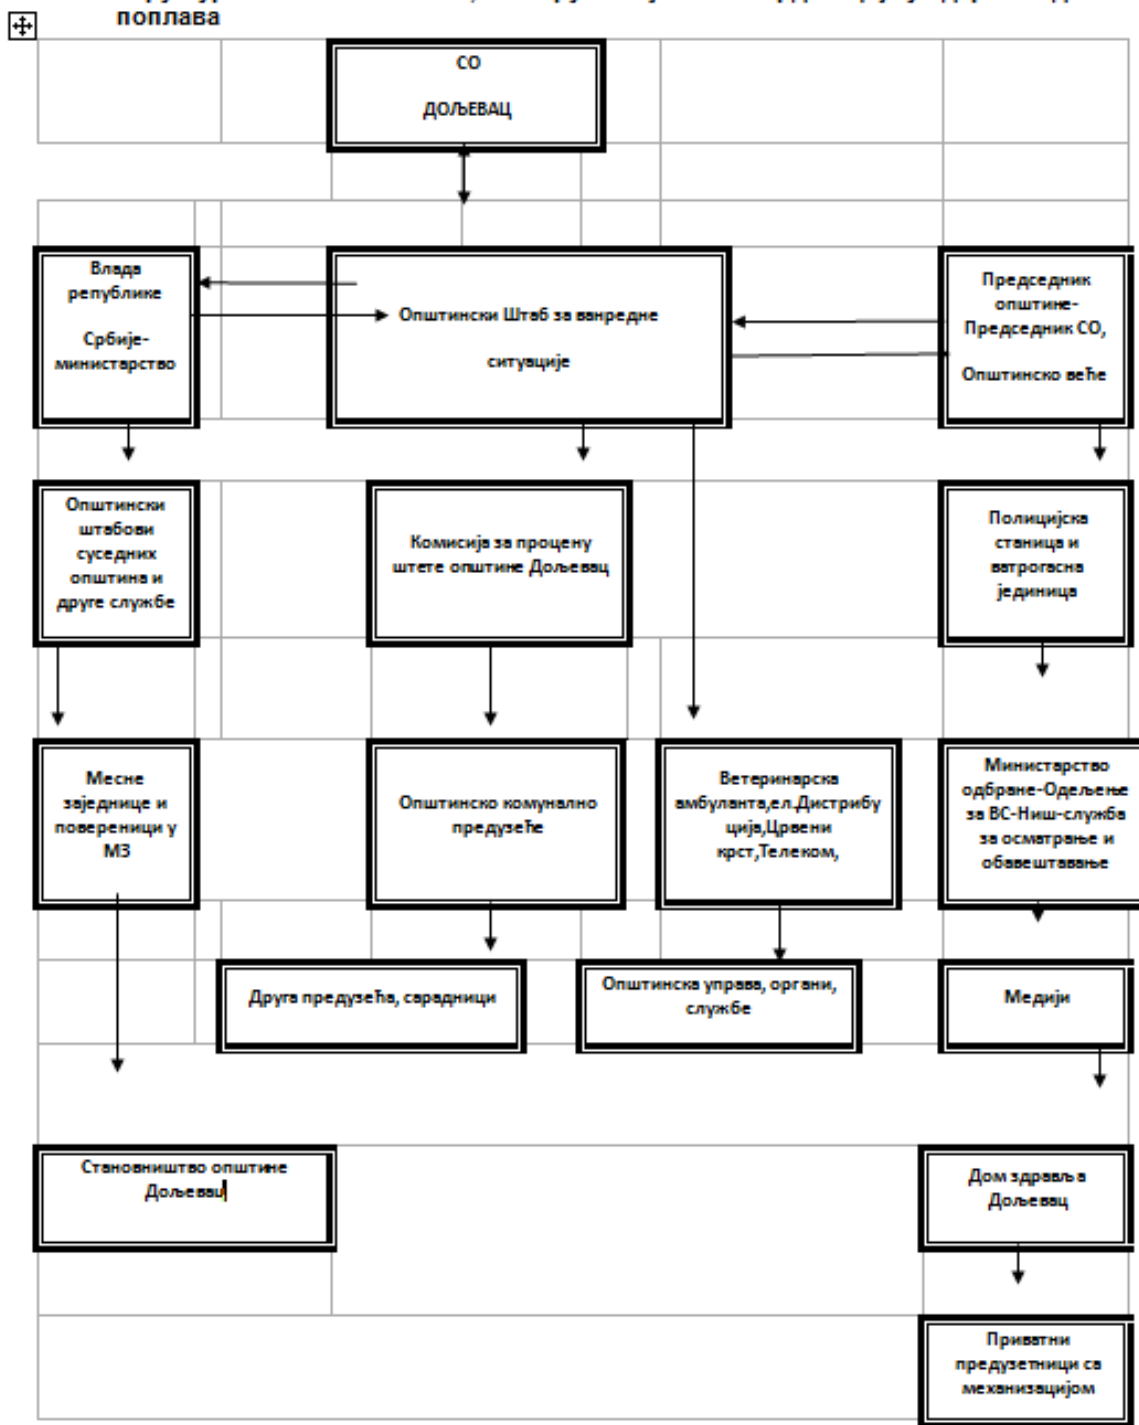 поплава
СО
ДОЉЕВАЦ
Влада
републике
Србије-
министарство
Општински Штаб за ванредне
ситуације
Председник
општине-
Председник СО,
Општинско веће
Општински
штабови
суседних
општина и
друге службе
Комисија за процену
штете општине Дољевац
Полицијска
станица и
ватрогасна
јединица
Месне
заједнице и
повереници у
МЗ
Општинско комунално
предузеће
Ветеринарска
амбуланта,ел.Дистрибу
ција,Црвени
крст,Телеком,
Министарство
одбране-Одељење
за ВС-Ниш-служба
за осматрање и
обавештавање
Друга предузећа, сарадници
Општинска управа, органи,
службе
Медији
Становништво општине
Дољевац
Дом здравља
Дољевац
Приватни
предузетници са
механизацијом